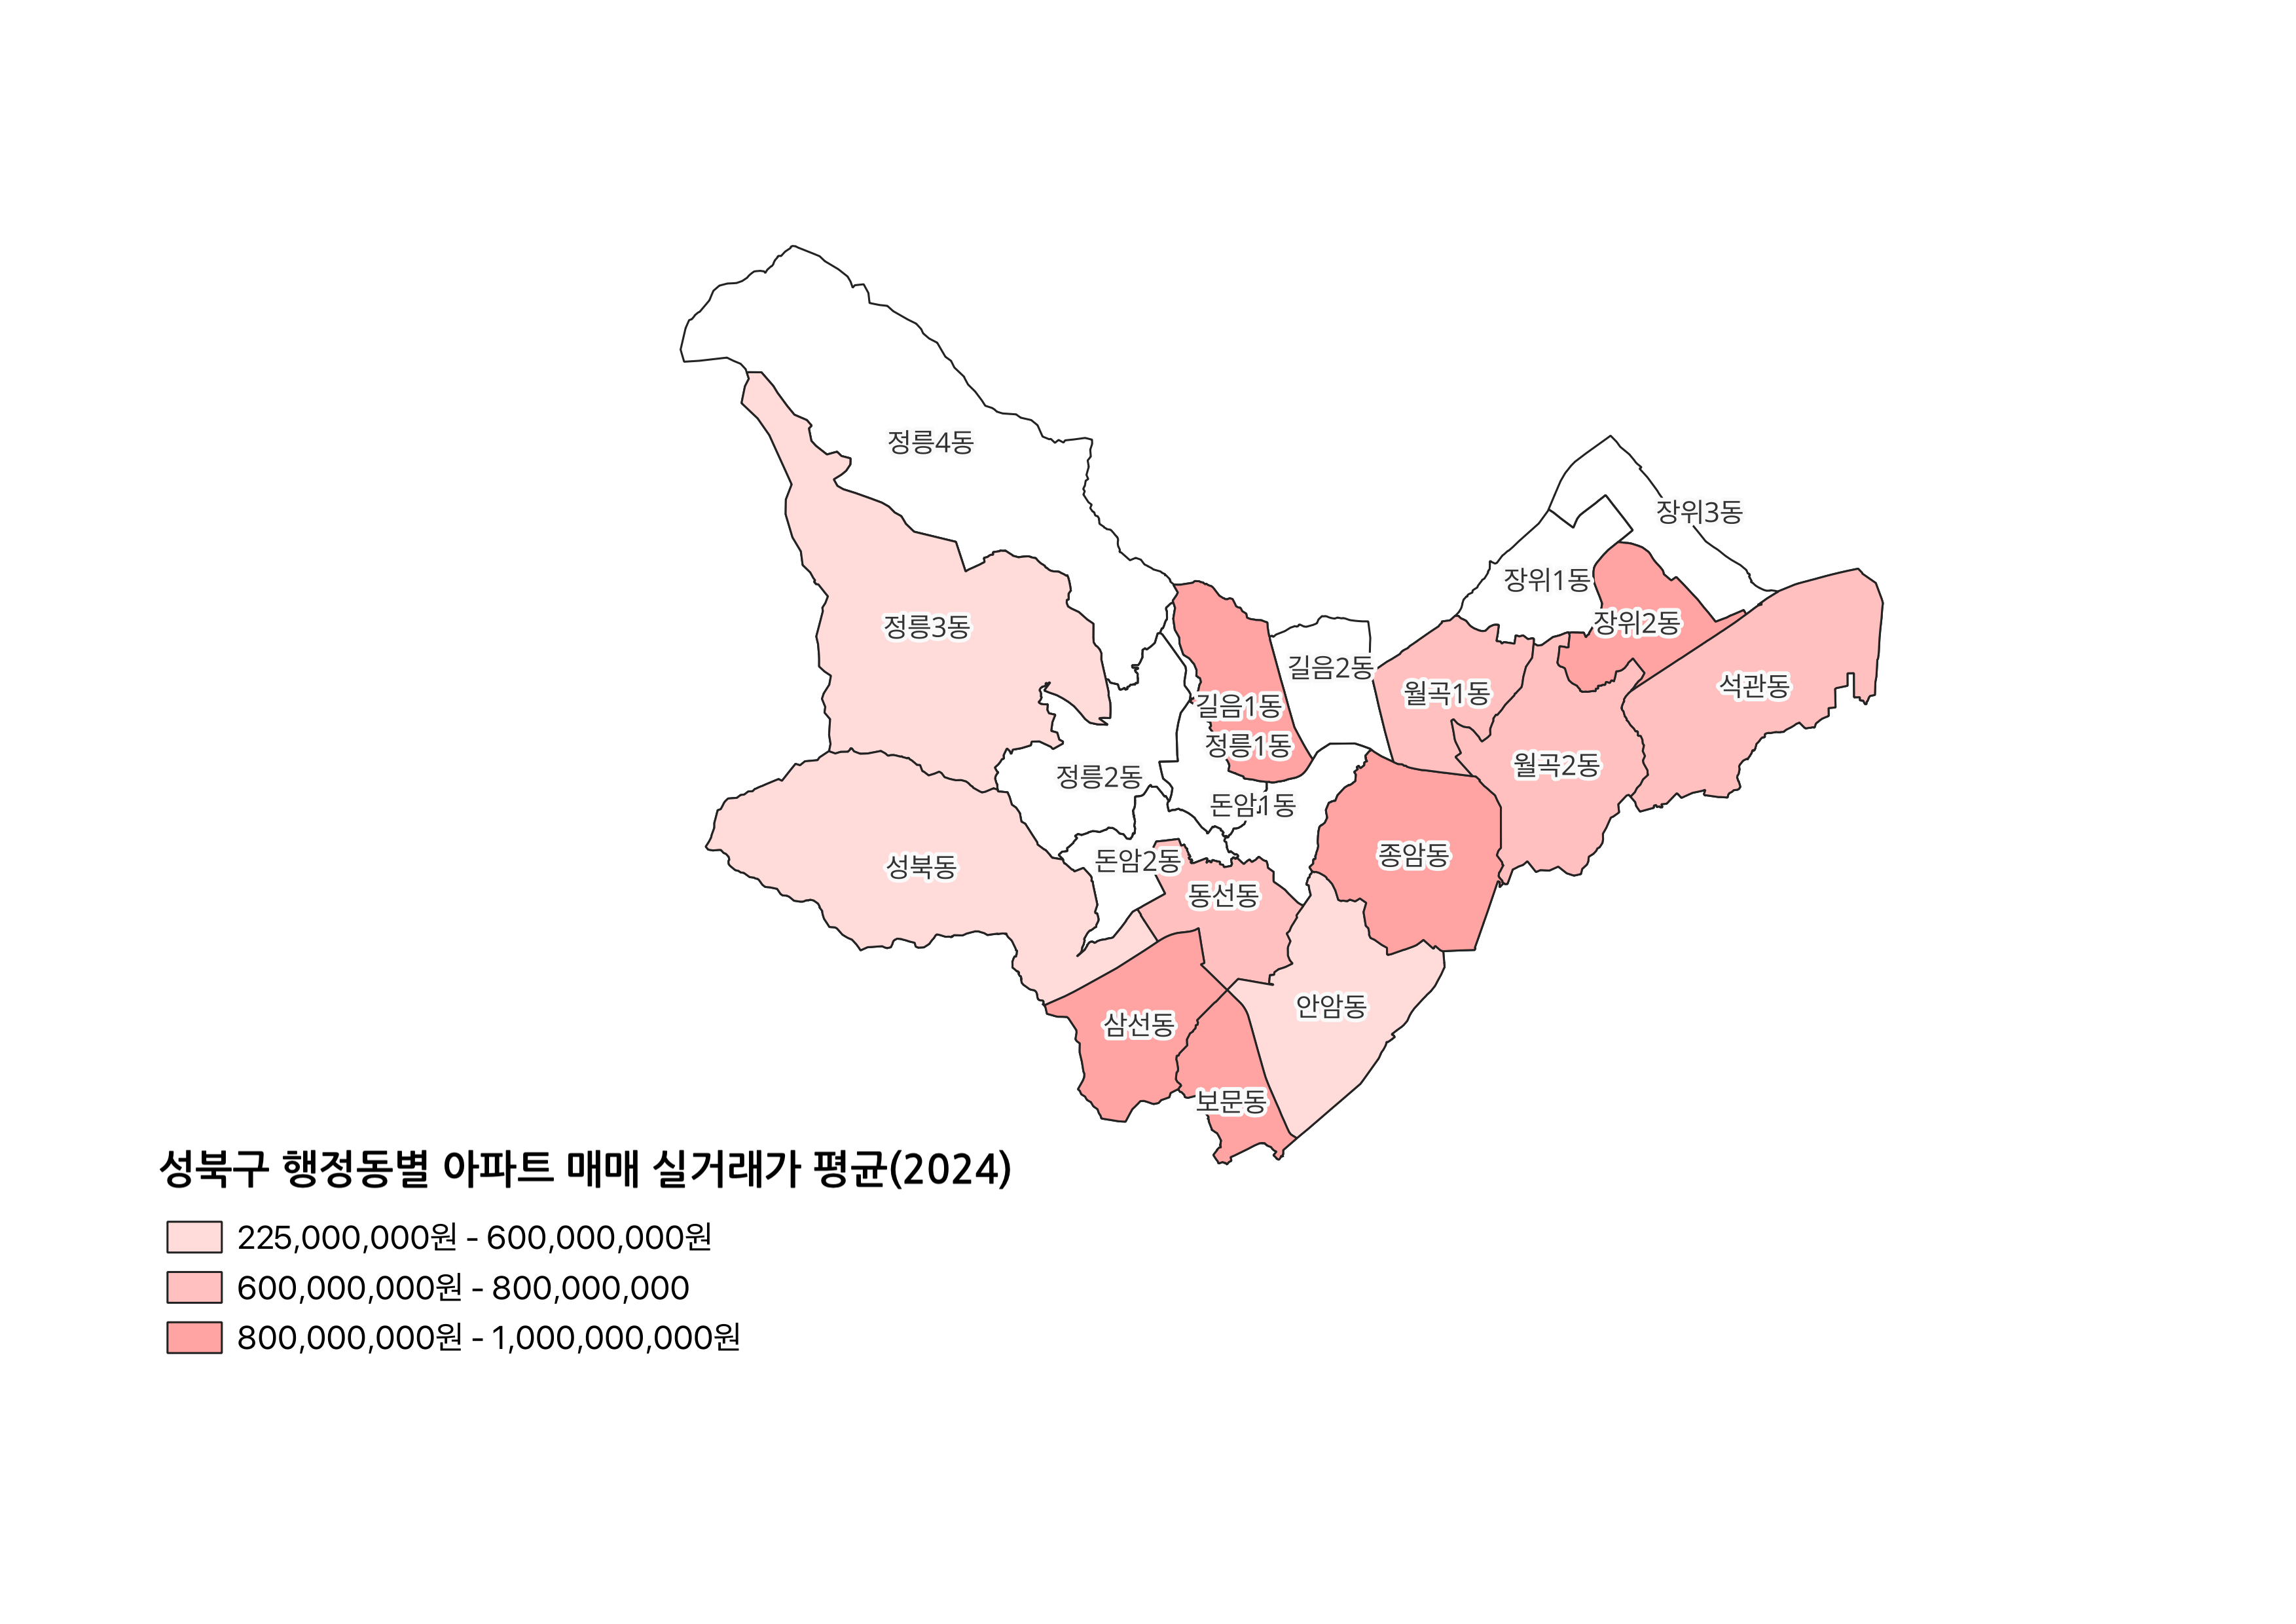 정릉4동
장위3동
장위1동
장위2동
정릉3동
길음2동
석관동
월곡1동
길음1동
정릉1동
월곡2동
정릉2동
돈암1동
종암동
돈암2동
성북동
동선동
안암동
삼선동
보문동
성북구 행정동별 아파트 매매 실거래가 평균(2024)
225,000,000원 - 600,000,000원
600,000,000원 - 800,000,000
800,000,000원 - 1,000,000,000원